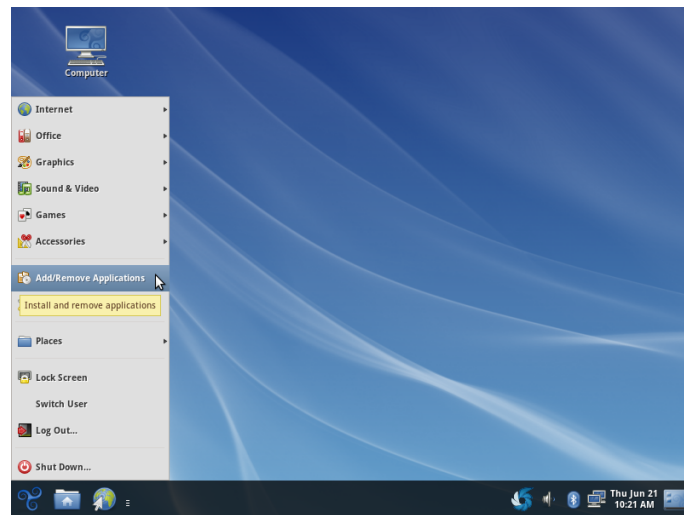 Computer
Internet
Office
Graphics
Sound & Video
Games
Accessories
Add/Remove Applications
Install and remove applications
Places
Lock Screen
Switch User
Log Out...
Shut Down...
Thu Jun 21
10:21 AM